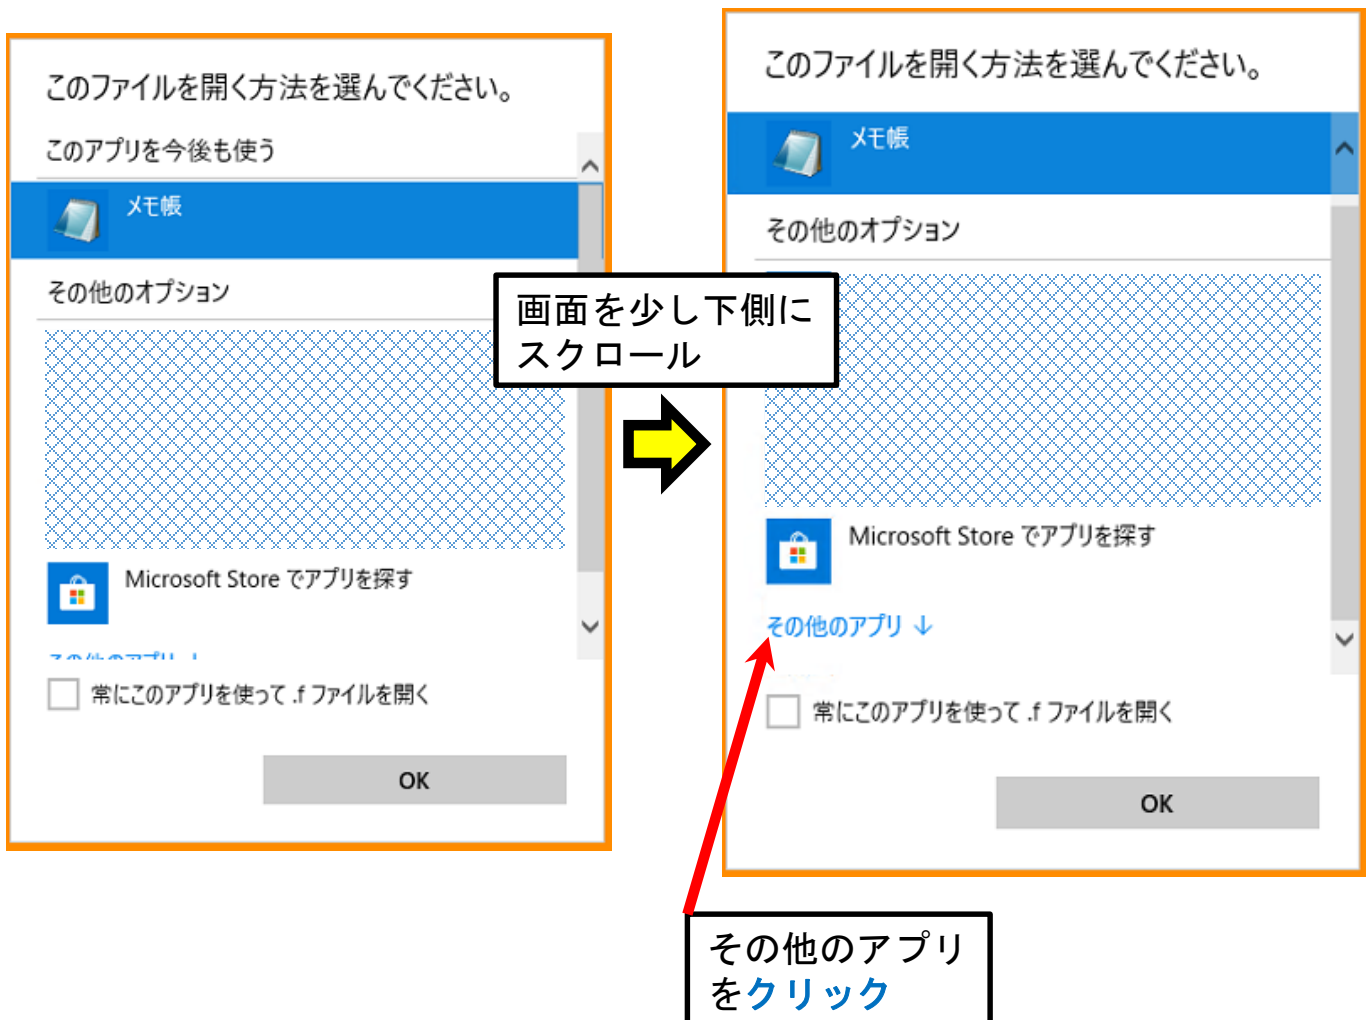 このファイルを開く方法を選んでください。
このアプリを今後も使う
メモ帳
その他のオプション
Microsoft Store でアプリを探す
その他のアプリ ↓
常にこのアプリを使って .f ファイルを開く
OK
画面を少し下側に
スクロール
このファイルを開く方法を選んでください。
メモ帳
その他のオプション
Microsoft Store でアプリを探す
その他のアプリ ↓
常にこのアプリを使って .f ファイルを開く
OK
その他のアプリ
をクリック